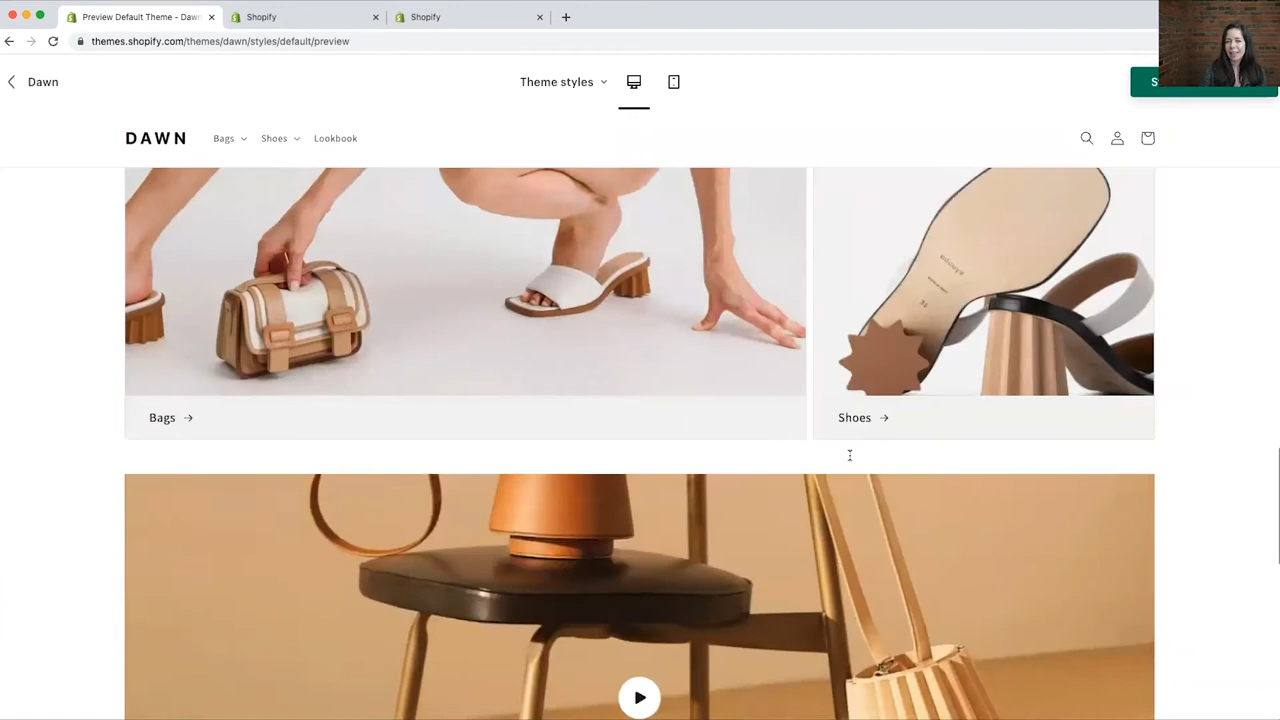 Preview Default Theme - Daw
Shopify
Shopify
themes.shopify.com/themes/dawn/styles/default/preview
Dawn
Theme styles
DAWN
Bags
Shoes
Lookbook
Bags
Shoes